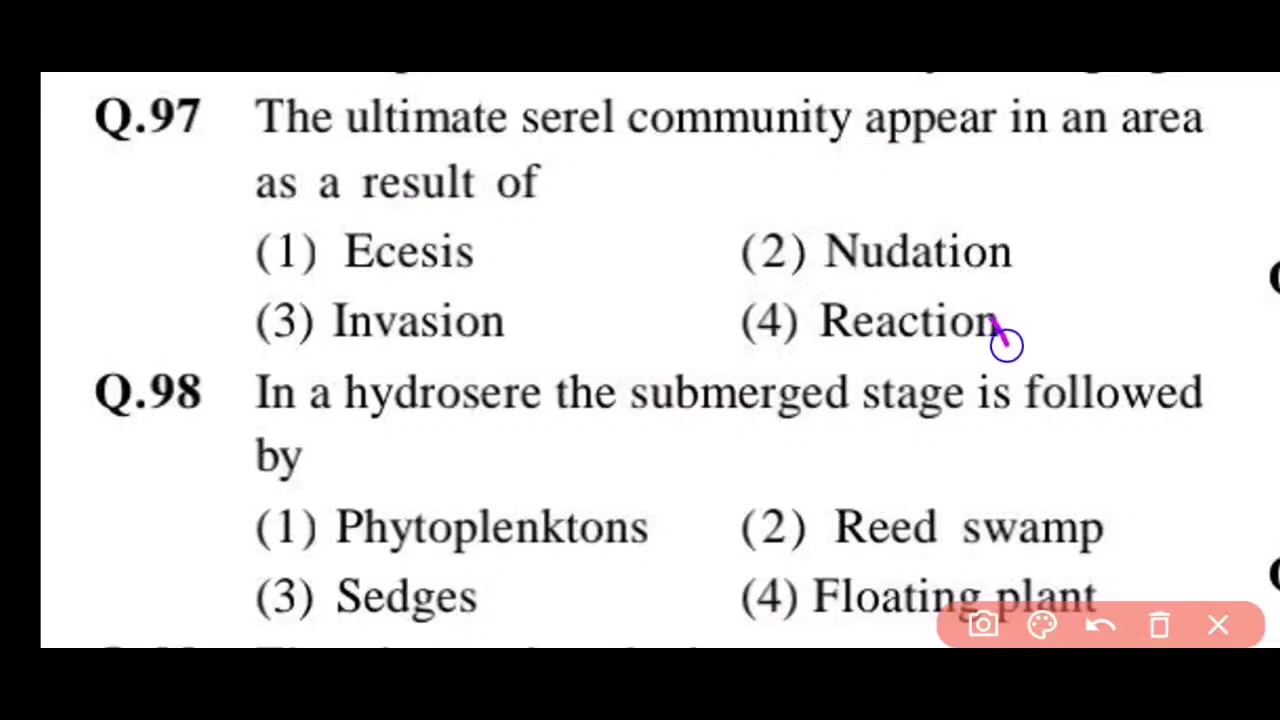 Q.97 The ultimate serel community appear in an area
as a result of
(1) Ecesis (2) Nudation
(3) Invasion (4) Reaction
Q.98 In a hydrosere the submerged stage is followed
by
(1) Phytoplenktons (2) Reed swamp
(3) Sedges (4) Floating plant